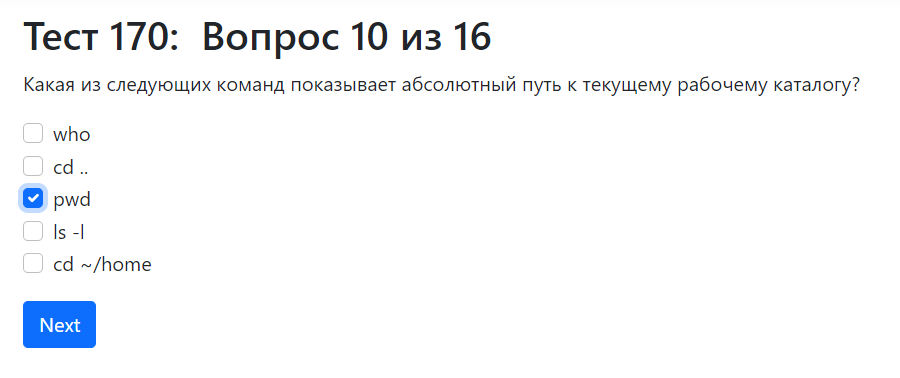 Тест 170: Вопрос 10 из 16
Какая из следующих команд показывает абсолютный путь к текущему рабочему каталогу?
who
cd ..
pwd
ls -l
cd ~/home
Next